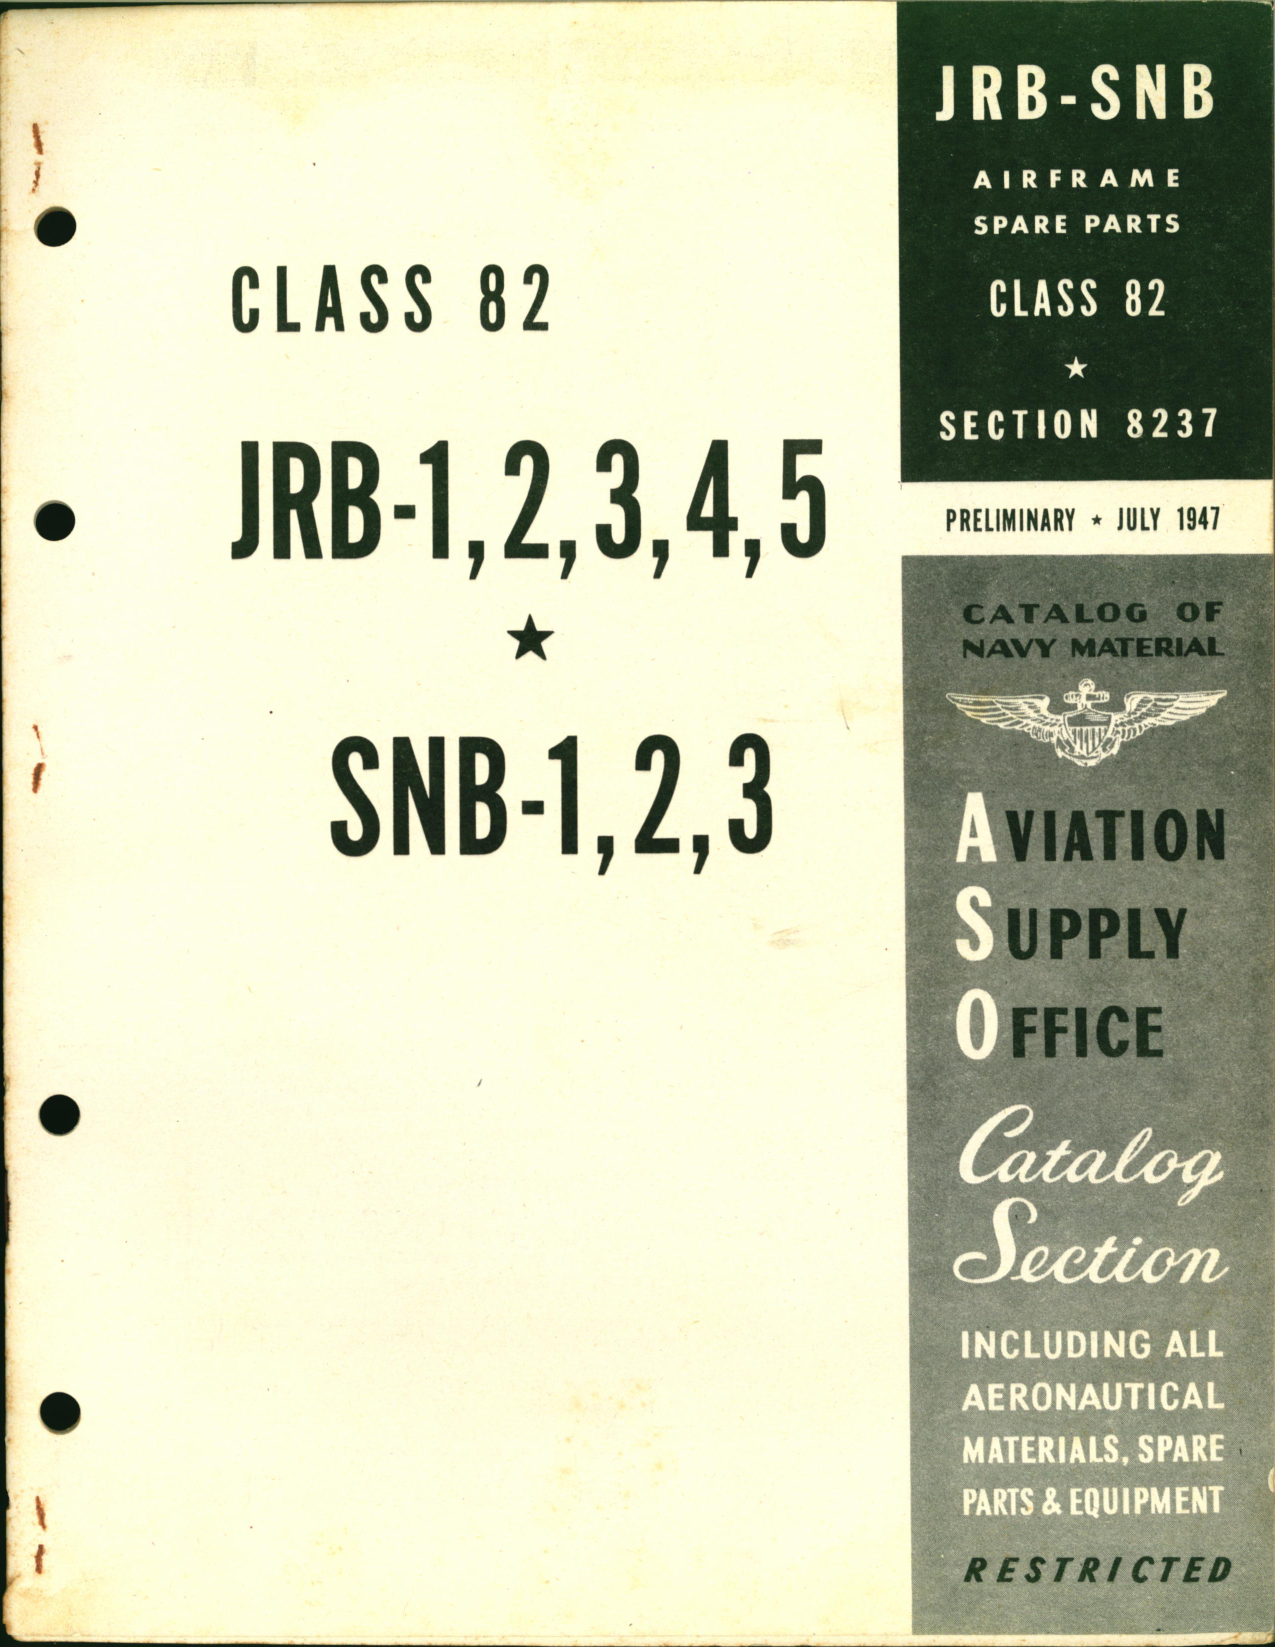 CLASS 82
JRB-1,2,3,4,5
★
SNB-1,2,3
JRB-SNB
AIRFRAME
SPARE PARTS
CLASS 82
★
SECTION 8237
PRELIMINARY ★ JULY 1947
CATALOG OF
NAVY MATERIAL
AVIATION
SUPPLY
OFFICE
Catalog
Section
INCLUDING ALL
AERONAUTICAL
MATERIALS, SPARE
PARTS & EQUIPMENT
RESTRICTED